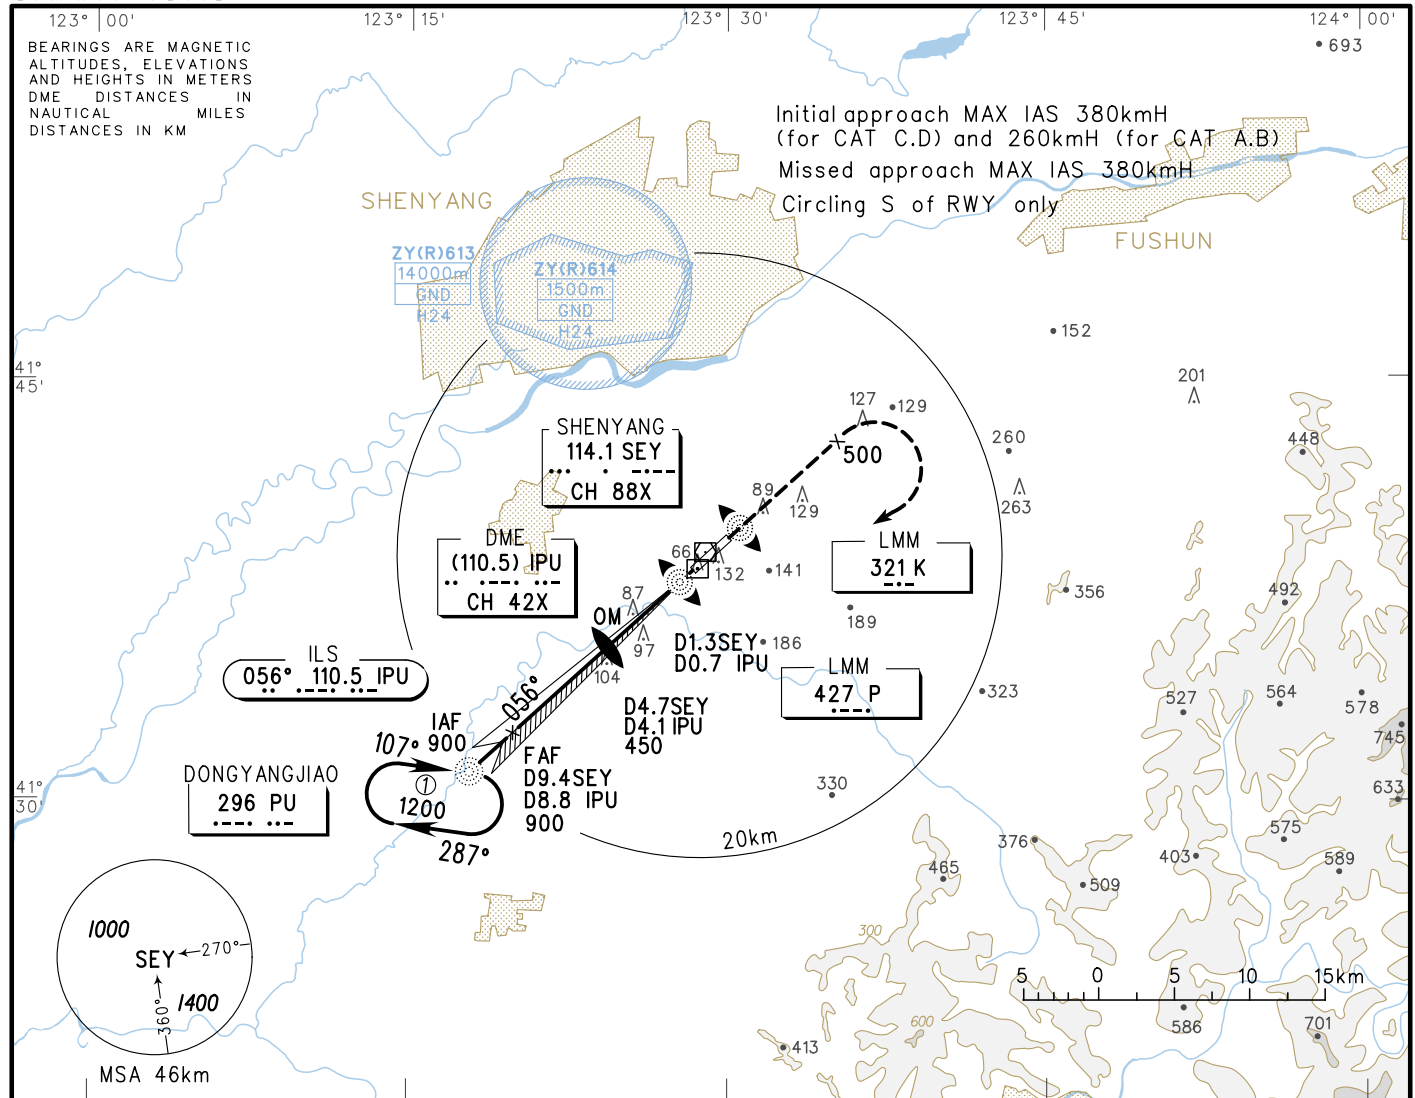 123° 00'
123° 15'
123° 30'
123° 45'
124° 00'
BEARINGS ARE MAGNETIC
ALTITUDES, ELEVATIONS
AND HEIGHTS IN METERS
DME DISTANCES IN
NAUTICAL MILES
DISTANCES IN KM
693
Initial approach MAX IAS 380kmH
(for CAT C.D) and 260kmH (for CAT A.B)
Missed approach MAX IAS 380kmH
Circling S of RWY only
SHENYANG
FUSHUN
ZY(R)613
14000m
GND
H24
ZY(R)614
1500m
GND
H24
152
41°
45'
201
127
129
SHENYANG
114.1 SEY
CH 88X
500
260
448
89
129
263
DME
(110.5) IPU
CH 42X
66
132
141
LMM
321 K
356
492
87
189
OM
97
104
186
D1.3SEY
D0.7 IPU
ILS
056° 110.5 IPU
LMM
427 P
323
527
564
578
745
056°
D4.7SEY
D4.1 IPU
450
IAF
900
107°
FAF
D9.4SEY
D8.8 IPU
900
1
1200
287°
DONGYANGJIAO
296 PU
41°
30'
330
633
20km
376
575
403
589
465
509
1000
SEY
270°
1400
360°
MSA 46km
300
600
5 0 5 10 15km
586
701
413